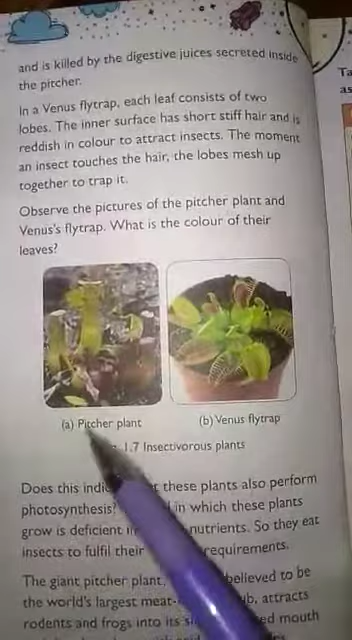 and is killed by the digestive juices secreted inside
the pitcher.
In a Venus flytrap, each leaf consists of two
lobes. The inner surface has short stiff hair and is
reddish in colour to attract insects. The moment
an insect touches the hair, the lobes mesh up
together to trap it.
Observe the pictures of the pitcher plant and
Venus's flytrap. What is the colour of their
leaves?
(a) Pitcher plant
(b) Venus flytrap
1.7 Insectivorous plants
Does this these plants also perform
photosynthesis? in which these plants
grow is deficient nutrients. So they eat
insects to fulfil their requirements.
The giant pitcher plant, believed to be
the world's largest attracts
rodents and frogs into its mouth
Ta
as